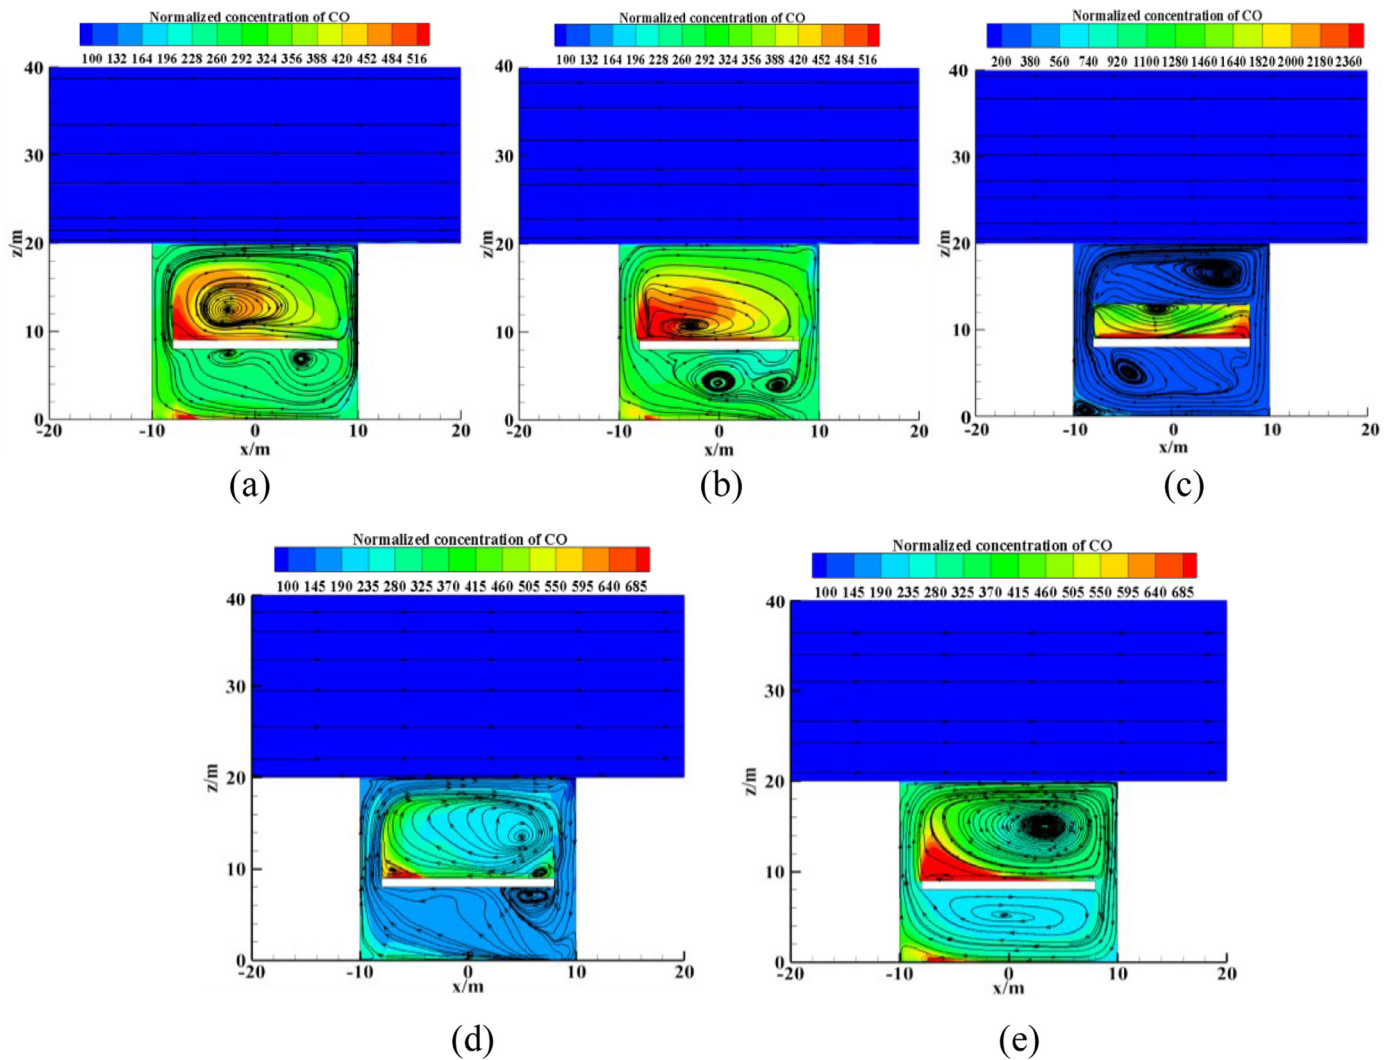 Normalized concentration of CO
100 132 164 196 228 260 292 324 356 388 420 452 484 516
40
30
20
10
0
z/m
-20 -10 0 10 20
x/m
(a)
Normalized concentration of CO
100 132 164 196 228 260 292 324 356 388 420 452 484 516
40
30
20
10
0
z/m
-20 -10 0 10 20
x/m
(b)
Normalized concentration of CO
200 380 560 740 920 1100 1280 1460 1640 1820 2000 2180 2360
40
30
20
10
0
z/m
-20 -10 0 10 20
x/m
(c)
Normalized concentration of CO
100 145 190 235 280 325 370 415 460 505 550 595 640 685
40
30
20
10
0
z/m
-20 -10 0 10 20
x/m
(d)
Normalized concentration of CO
100 145 190 235 280 325 370 415 460 505 550 595 640 685
40
30
20
10
0
z/m
-20 -10 0 10 20
x/m
(e)